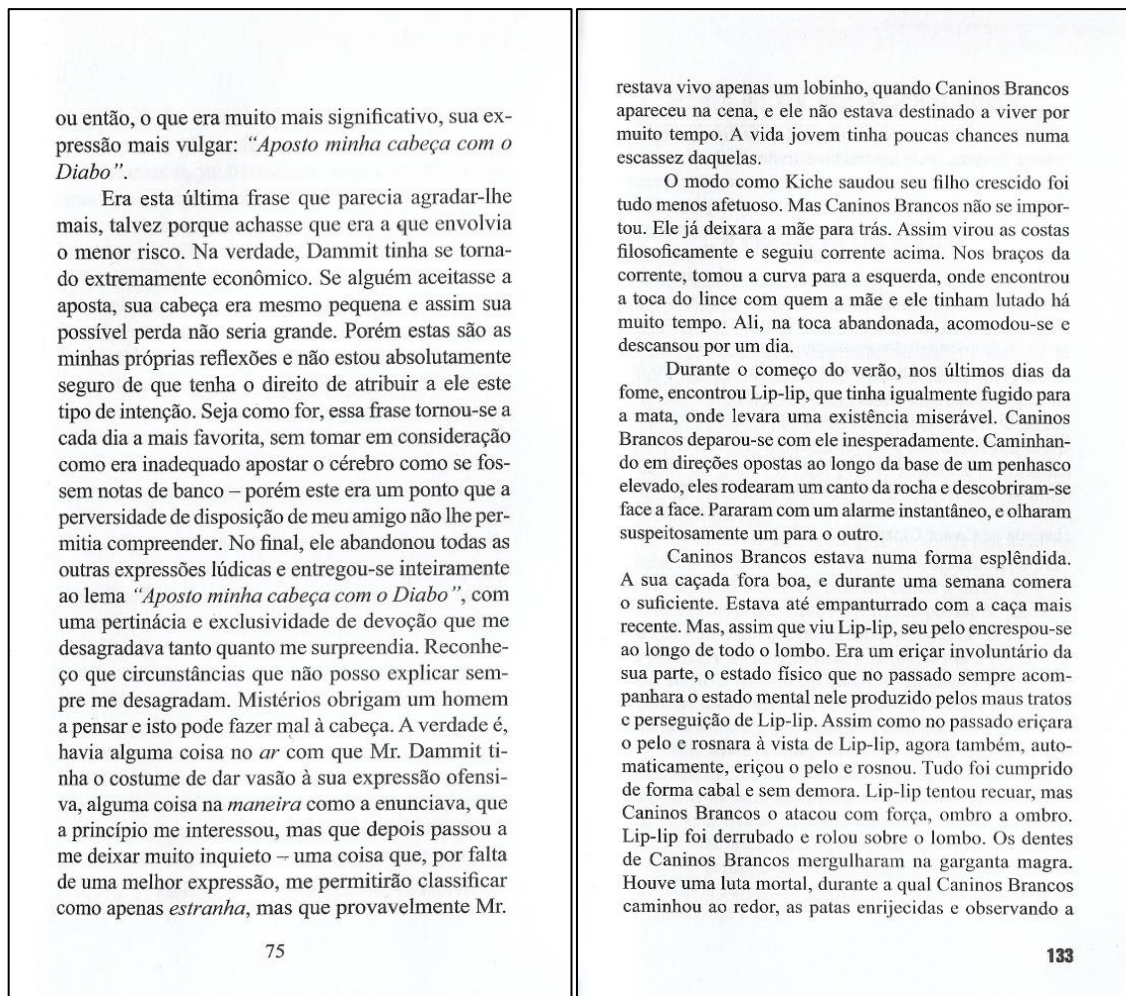 ou então, o que era muito mais significativo, sua ex-
pressão mais vulgar: “Aposto minha cabeça com o
Diabo”.
Era esta última frase que parecia agradar-lhe
mais, talvez porque achasse que era a que envolvia
o menor risco. Na verdade, Dammit tinha se torna-
do extremamente econômico. Se alguém aceitasse a
aposta, sua cabeça era mesmo pequena e assim sua
possível perda não seria grande. Porém estas são as
minhas próprias reflexões e não estou absolutamente
seguro de que tenha o direito de atribuir a ele este
tipo de intenção. Seja como for, essa frase tornou-se a
cada dia a mais favorita, sem tomar em consideração
como era inadequado apostar o cérebro como se fos-
sem notas de banco – porém este era um ponto que a
perversidade de disposição de meu amigo não lhe per-
mitia compreender. No final, ele abandonou todas as
outras expressões lúdicas e entregou-se inteiramente
ao lema “Aposto minha cabeça com o Diabo”, com
uma pertinácia e exclusividade de devoção que me
desagradava tanto quanto me surpreendia. Reconhe-
ço que circunstâncias que não posso explicar sem-
pre me desagradam. Mistérios obrigam um homem
a pensar e isto pode fazer mal à cabeça. A verdade é,
havia alguma coisa no ar com que Mr. Dammit ti-
nha o costume de dar vasão à sua expressão ofensi-
va, alguma coisa na maneira como a enunciava, que
a princípio me interessou, mas que depois passou a
me deixar muito inquieto – uma coisa que, por falta
de uma melhor expressão, me permitirão classificar
como apenas estranha, mas que provavelmente Mr.
75
restava vivo apenas um lobinho, quando Caninos Brancos
apareceu na cena, e ele não estava destinado a viver por
muito tempo. A vida jovem tinha poucas chances numa
escassez daquelas.
O modo como Kiche saudou seu filho crescido foi
tudo menos afetuoso. Mas Caninos Brancos não se impor-
tou. Ele já deixara a mãe para trás. Assim virou as costas
filosoficamente e seguiu corrente acima. Nos braços da
corrente, tomou a curva para a esquerda, onde encontrou
a toca do lince com quem a mãe e ele tinham lutado há
muito tempo. Ali, na toca abandonada, acomodou-se e
descansou por um dia.
Durante o começo do verão, nos últimos dias da
fome, encontrou Lip-lip, que tinha igualmente fugido para
a mata, onde levara uma existência miserável. Caninos
Brancos deparou-se com ele inesperadamente. Caminhan-
do em direções opostas ao longo da base de um penhasco
elevado, eles rodearam um canto da rocha e descobriram-se
face a face. Pararam com um alarme instantâneo, e olharam
suspeitosamente um para o outro.
Caninos Brancos estava numa forma esplêndida.
A sua caçada fora boa, e durante uma semana comera
o suficiente. Estava até empanturrado com a caça mais
recente. Mas, assim que viu Lip-lip, seu pelo encrespou-se
ao longo de todo o lombo. Era um eriçar involuntário da
sua parte, o estado físico que no passado sempre acom-
panhara o estado mental nele produzido pelos maus tratos
e perseguição de Lip-lip. Assim como no passado eriçara
o pelo e rosnara à vista de Lip-lip, agora também, auto-
maticamente, eriçou o pelo e rosnou. Tudo foi cumprido
de forma cabal e sem demora. Lip-lip tentou recuar, mas
Caninos Brancos o atacou com força, ombro a ombro.
Lip-lip foi derrubado e rolou sobre o lombo. Os dentes
de Caninos Brancos mergulharam na garganta magra.
Houve uma luta mortal, durante a qual Caninos Brancos
caminhou ao redor, as patas enrijecidas e observando a
133